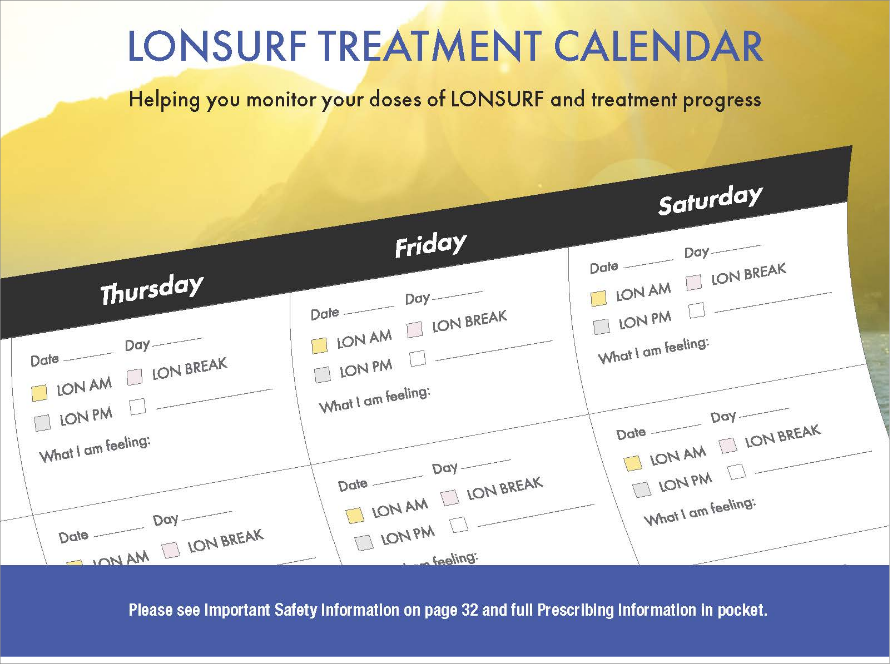 LONSURF TREATMENT CALENDAR
Helping you monitor your doses of LONSURF and treatment progress
Thursday
Friday
Saturday
Date Day
LON AM LON BREAK
LON PM
What I am feeling:
Date Day
LON AM LON BREAK
LON PM
What I am feeling:
Date Day
LON AM LON BREAK
LON PM
What I am feeling:
Date Day
LON AM LON BREAK
Date Day
LON AM LON BREAK
LON PM
feeling:
Date Day
LON AM LON BREAK
LON PM
What I am feeling:
Please see Important Safety Information on page 32 and full Prescribing Information in pocket.